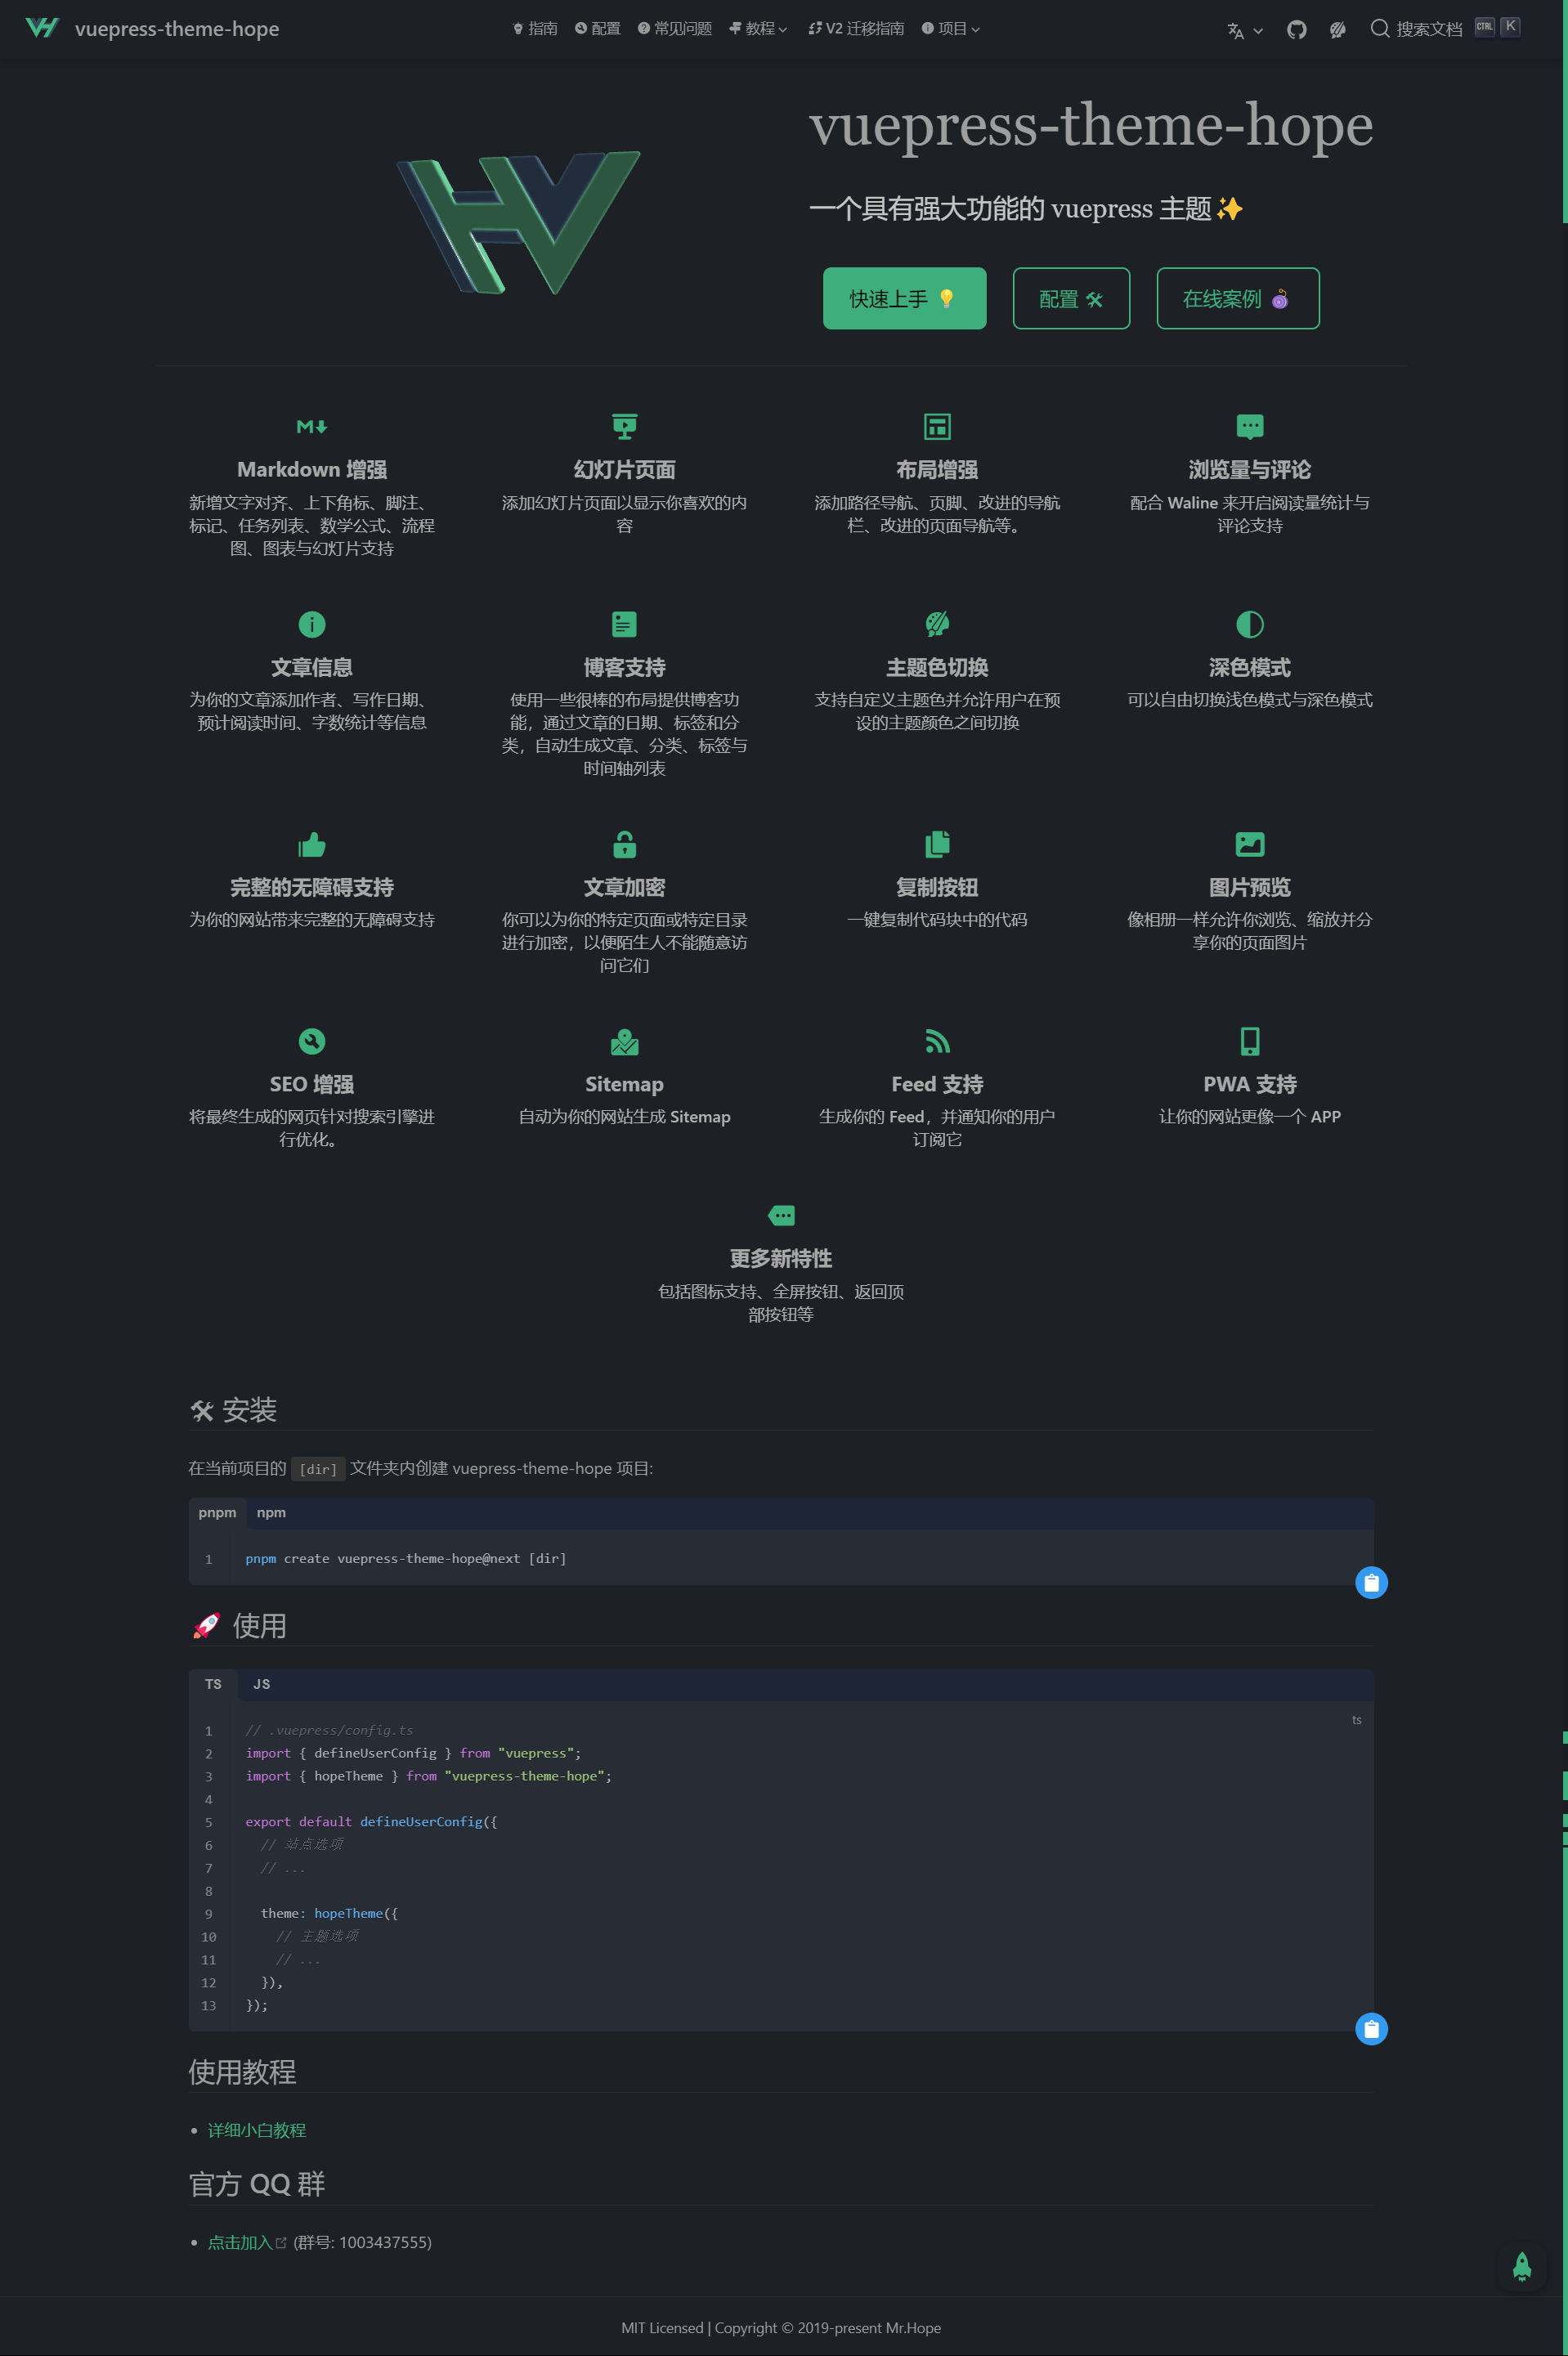 vuepress-theme-hope
指南
配置
常见问题
教程
V2 迁移指南
项目
搜索文档
CTRL K
vuepress-theme-hope
一个具有强大功能的 vuepress 主题✨
快速上手 💡
配置 🛠
在线案例 🧶
Markdown 增强
新增文字对齐、上下角标、脚注、
标记、任务列表、数学公式、流程
图、图表与幻灯片支持
幻灯片页面
添加幻灯片页面以显示你喜欢的内
容
布局增强
添加路径导航、页脚、改进的导航
栏、改进的页面导航等。
浏览量与评论
配合 Waline 来开启阅读量统计与
评论支持
文章信息
为你的文章添加作者、写作日期、
预计阅读时间、字数统计等信息
博客支持
使用一些很棒的布局提供博客功
能，通过文章的日期、标签和分
类，自动生成文章、分类、标签与
时间轴列表
主题色切换
支持自定义主题色并允许用户在预
设的主题颜色之间切换
深色模式
可以自由切换浅色模式与深色模式
完整的无障碍支持
为你的网站带来完整的无障碍支持
文章加密
你可以为你的特定页面或特定目录
进行加密，以便陌生人不能随意访
问它们
复制按钮
一键复制代码块中的代码
图片预览
像相册一样允许你浏览、缩放并分
享你的页面图片
SEO 增强
将最终生成的网页针对搜索引擎进
行优化。
Sitemap
自动为你的网站生成 Sitemap
Feed 支持
生成你的 Feed，并通知你的用户
订阅它
PWA 支持
让你的网站更像一个 APP
更多新特性
包括图标支持、全屏按钮、返回顶
部按钮等
🛠 安装
在当前项目的 [dir] 文件夹内创建 vuepress-theme-hope 项目:
pnpm npm
1 pnpm create vuepress-theme-hope@next [dir]
🚀 使用
TS JS
ts
1 // .vuepress/config.ts
2 import { defineUserConfig } from "vuepress";
3 import { hopeTheme } from "vuepress-theme-hope";
4
5 export default defineUserConfig({
6 // 站点选项
7 // ...
8
9 theme: hopeTheme({
10 // 主题选项
11 // ...
12 }),
13 });
使用教程
• 详细小白教程
官方 QQ 群
• 点击加入 (群号: 1003437555)
MIT Licensed | Copyright © 2019-present Mr.Hope